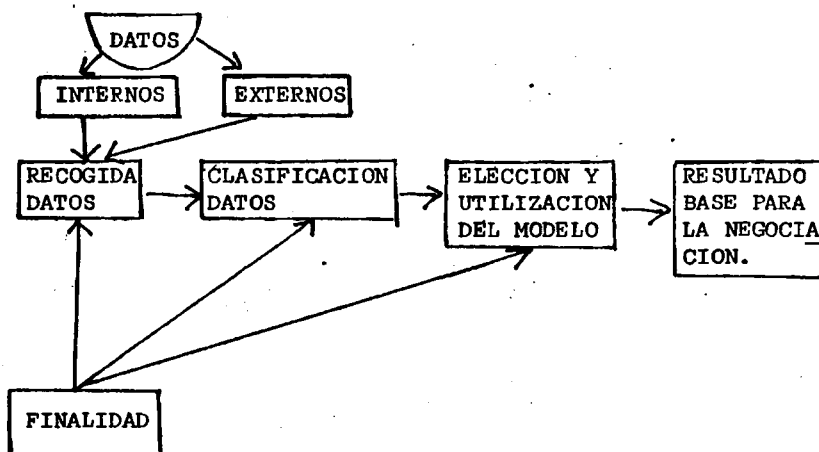 DATOS
INTERNOS
EXTERNOS
RECOGIDA
DATOS
CLASIFICACION
DATOS
ELECCION Y
UTILIZACION
DEL MODELO
RESULTADO
BASE PARA
LA NEGOCIA
CION.
FINALIDAD